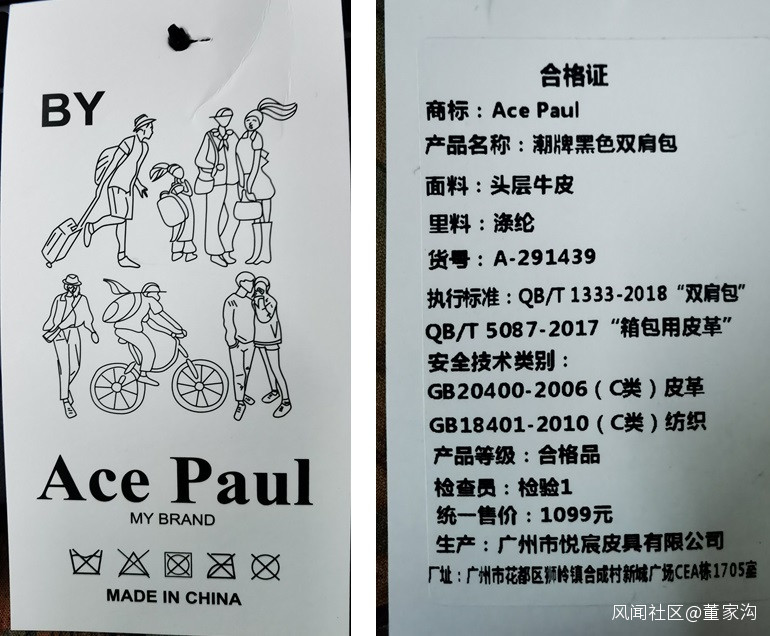 BY
Ace Paul
MY BRAND
MADE IN CHINA
合格证
商标：Ace Paul
产品名称：潮牌黑色双肩包
面料：头层牛皮
里料：涤纶
货号：A-291439
执行标准：QB/T 1333-2018“双肩包”
QB/T 5087-2017“箱包用皮革”
安全技术类别：
GB20400-2006（C类）皮革
GB18401-2010（C类）纺织
产品等级：合格品
检查员：检验1
统一售价：1099元
生产：广州市悦宸皮具有限公司
厂址：广州市花都区狮岭镇合成村新城广场CEA栋1705室
风闻社区@董家沟